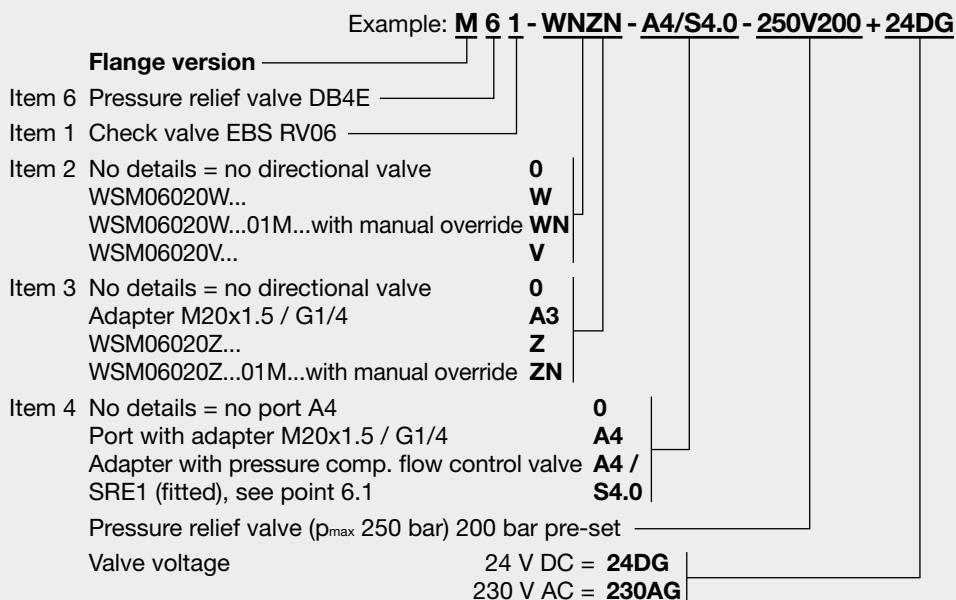 Example: M 6 1 - WNZN - A4/S4.0 - 250V200 + 24DG
Flange version
Item 6 Pressure relief valve DB4E
Item 1 Check valve EBS RV06
Item 2 No details = no directional valve 0
WSM06020W... W
WSM06020W...01M...with manual override WN
WSM06020V... V
Item 3 No details = no directional valve 0
Adapter M20x1.5 / G1/4 A3
WSM06020Z... Z
WSM06020Z...01M...with manual override ZN
Item 4 No details = no port A4 0
Port with adapter M20x1.5 / G1/4 A4
Adapter with pressure comp. flow control valve A4 /
SRE1 (fitted), see point 6.1 S4.0
Pressure relief valve (pmax 250 bar) 200 bar pre-set
Valve voltage 24 V DC = 24DG
230 V AC = 230AG